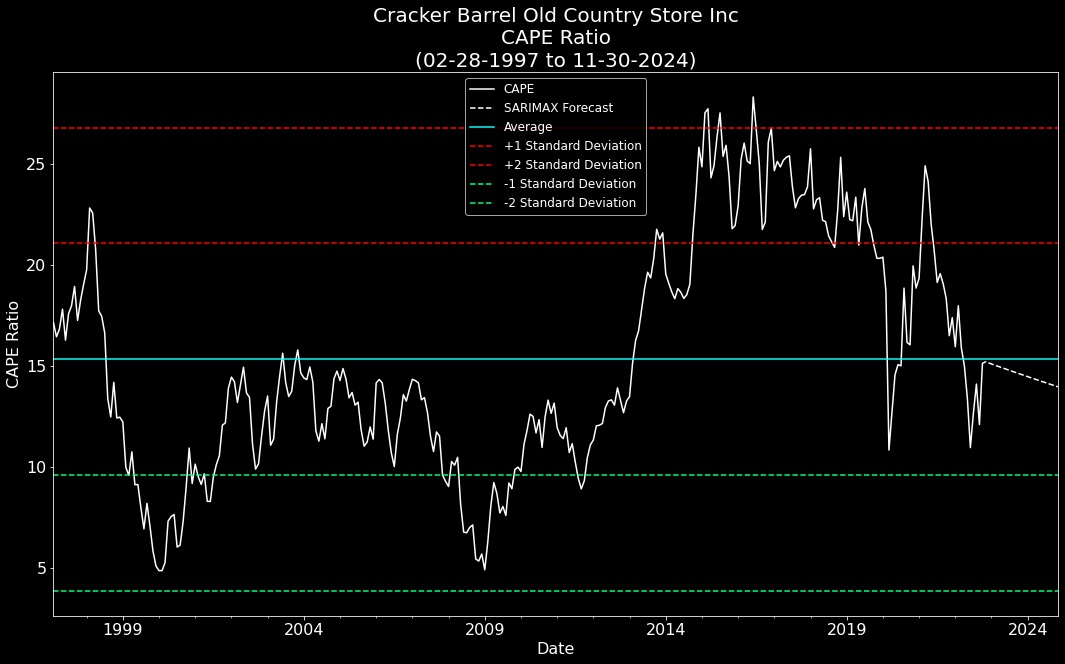 Cracker Barrel Old Country Store Inc
CAPE Ratio
(02-28-1997 to 11-30-2024)
CAPE
SARIMAX Forecast
Average
+1 Standard Deviation
+2 Standard Deviation
-1 Standard Deviation
-2 Standard Deviation
25
20
15
10
5
CAPE Ratio
1999 2004 2009 2014 2019 2024
Date